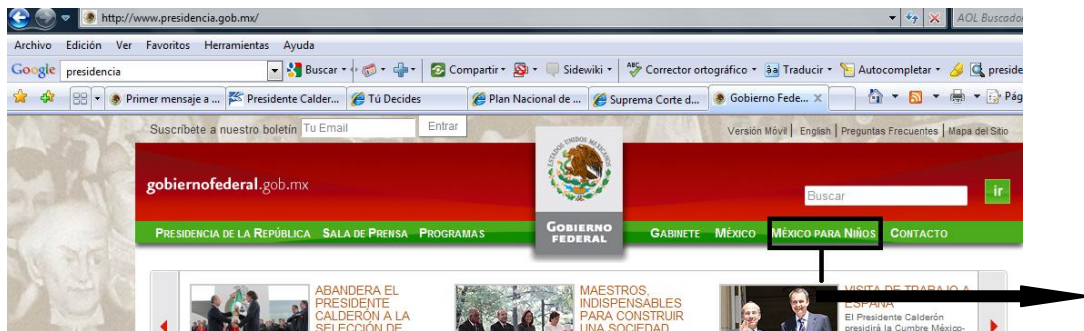 http://www.presidencia.gob.mx/
AOL Buscador
Archivo Edición Ver Favoritos Herramientas Ayuda
Google presidencia Buscar Compartir Sidewiki ABC Corrector ortográfico Traducir Autocompletar preside
Primer mensaje a ... Presidente Calder... Tú Decides Plan Nacional de ... Suprema Corte d... Gobierno Fede... X Pág
Suscríbete a nuestro boletín Tu Email Entrar Versión Móvil | English | Preguntas Frecuentes | Mapa del Sitio
ESTADOS UNIDOS MEXICANOS
gobiernofederal.gob.mx
Buscar ir
PRESIDENCIA DE LA REPÚBLICA SALA DE PRENSA PROGRAMAS GOBIERNO FEDERAL GABINETE MÉXICO MÉXICO PARA NIÑOS CONTACTO
ABANDERA EL
PRESIDENTE
CALDERÓN A LA
SELECCIÓN DE
MAESTROS,
INDISPENSABLES
PARA CONSTRUIR
UNA SOCIEDAD
VISITA DE TRABAJO A
ESPAÑA
El Presidente Calderón
presidirá la Cumbre México-